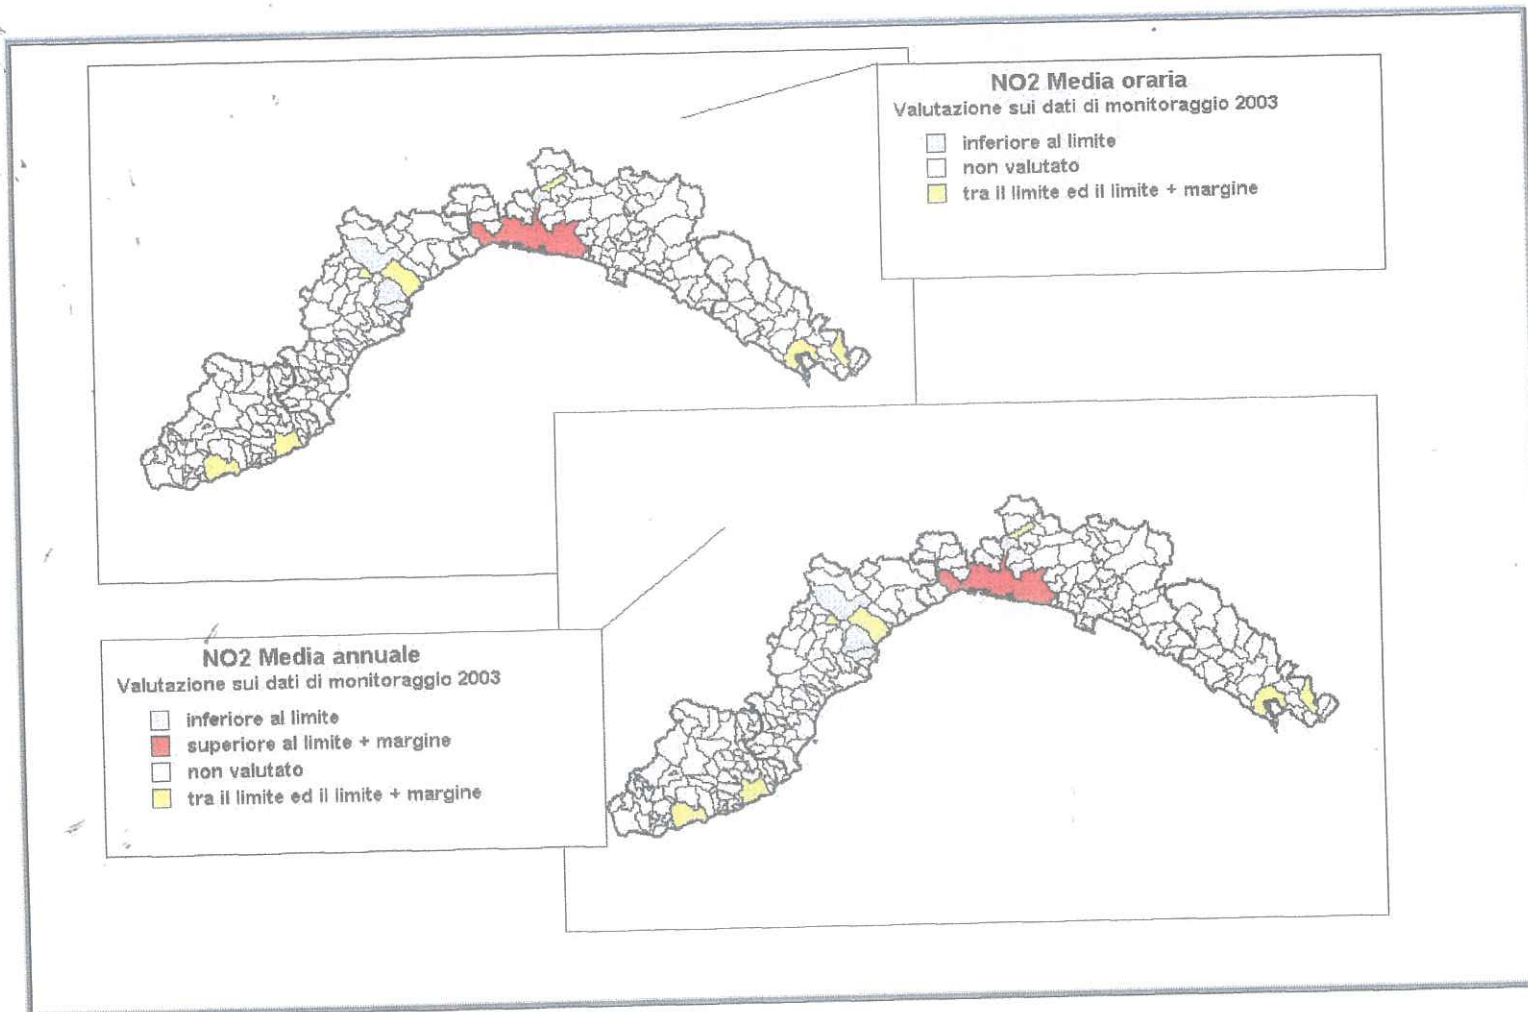 NO2 Media oraria
Valutazione sui dati di monitoraggio 2003
inferiore al limite
non valutato
tra il limite ed il limite + margine
NO2 Media annuale
Valutazione sui dati di monitoraggio 2003
inferiore al limite
superiore al limite + margine
non valutato
tra il limite ed il limite + margine